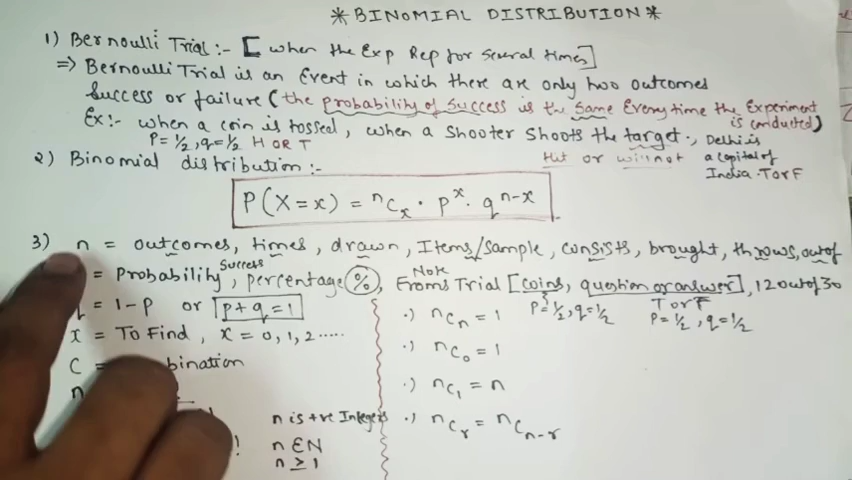 *BINOMIAL DISTRIBUTION*
1) Bernoulli Trial :- [ when the Exp Rep for several times]
=> Bernoulli Trial is an Event in which there are only two outcomes
Success or failure (the probability of success is the same Every time the Experiment is conducted)
Ex :- when a coin is tossed, when a Shooter Shoots the target., Delhi is a capital of India. T or F
P = 1/2, q = 1/2 H OR T
Hit or will not
2) Binomial distribution :-
P(X = x) = nCx . p^x . q^n-x
3) n = outcomes, times, drawn, Items/sample, consists, brought, throws, out of
= Probability Success, percentage (%), From Trial [coins, question or answer], 12 out of 30
Note
= 1-p or p+q=1
P = 1/2, q = 1/2
T or F
P = 1/2, q = 1/2
x = To Find, x = 0, 1, 2 .....
C = bination
n
n is +ve Integers
!
n ∈ N
n ≥ 1
.) nCn = 1
.) nC0 = 1
.) nC1 = n
.) nCr = nCn-r